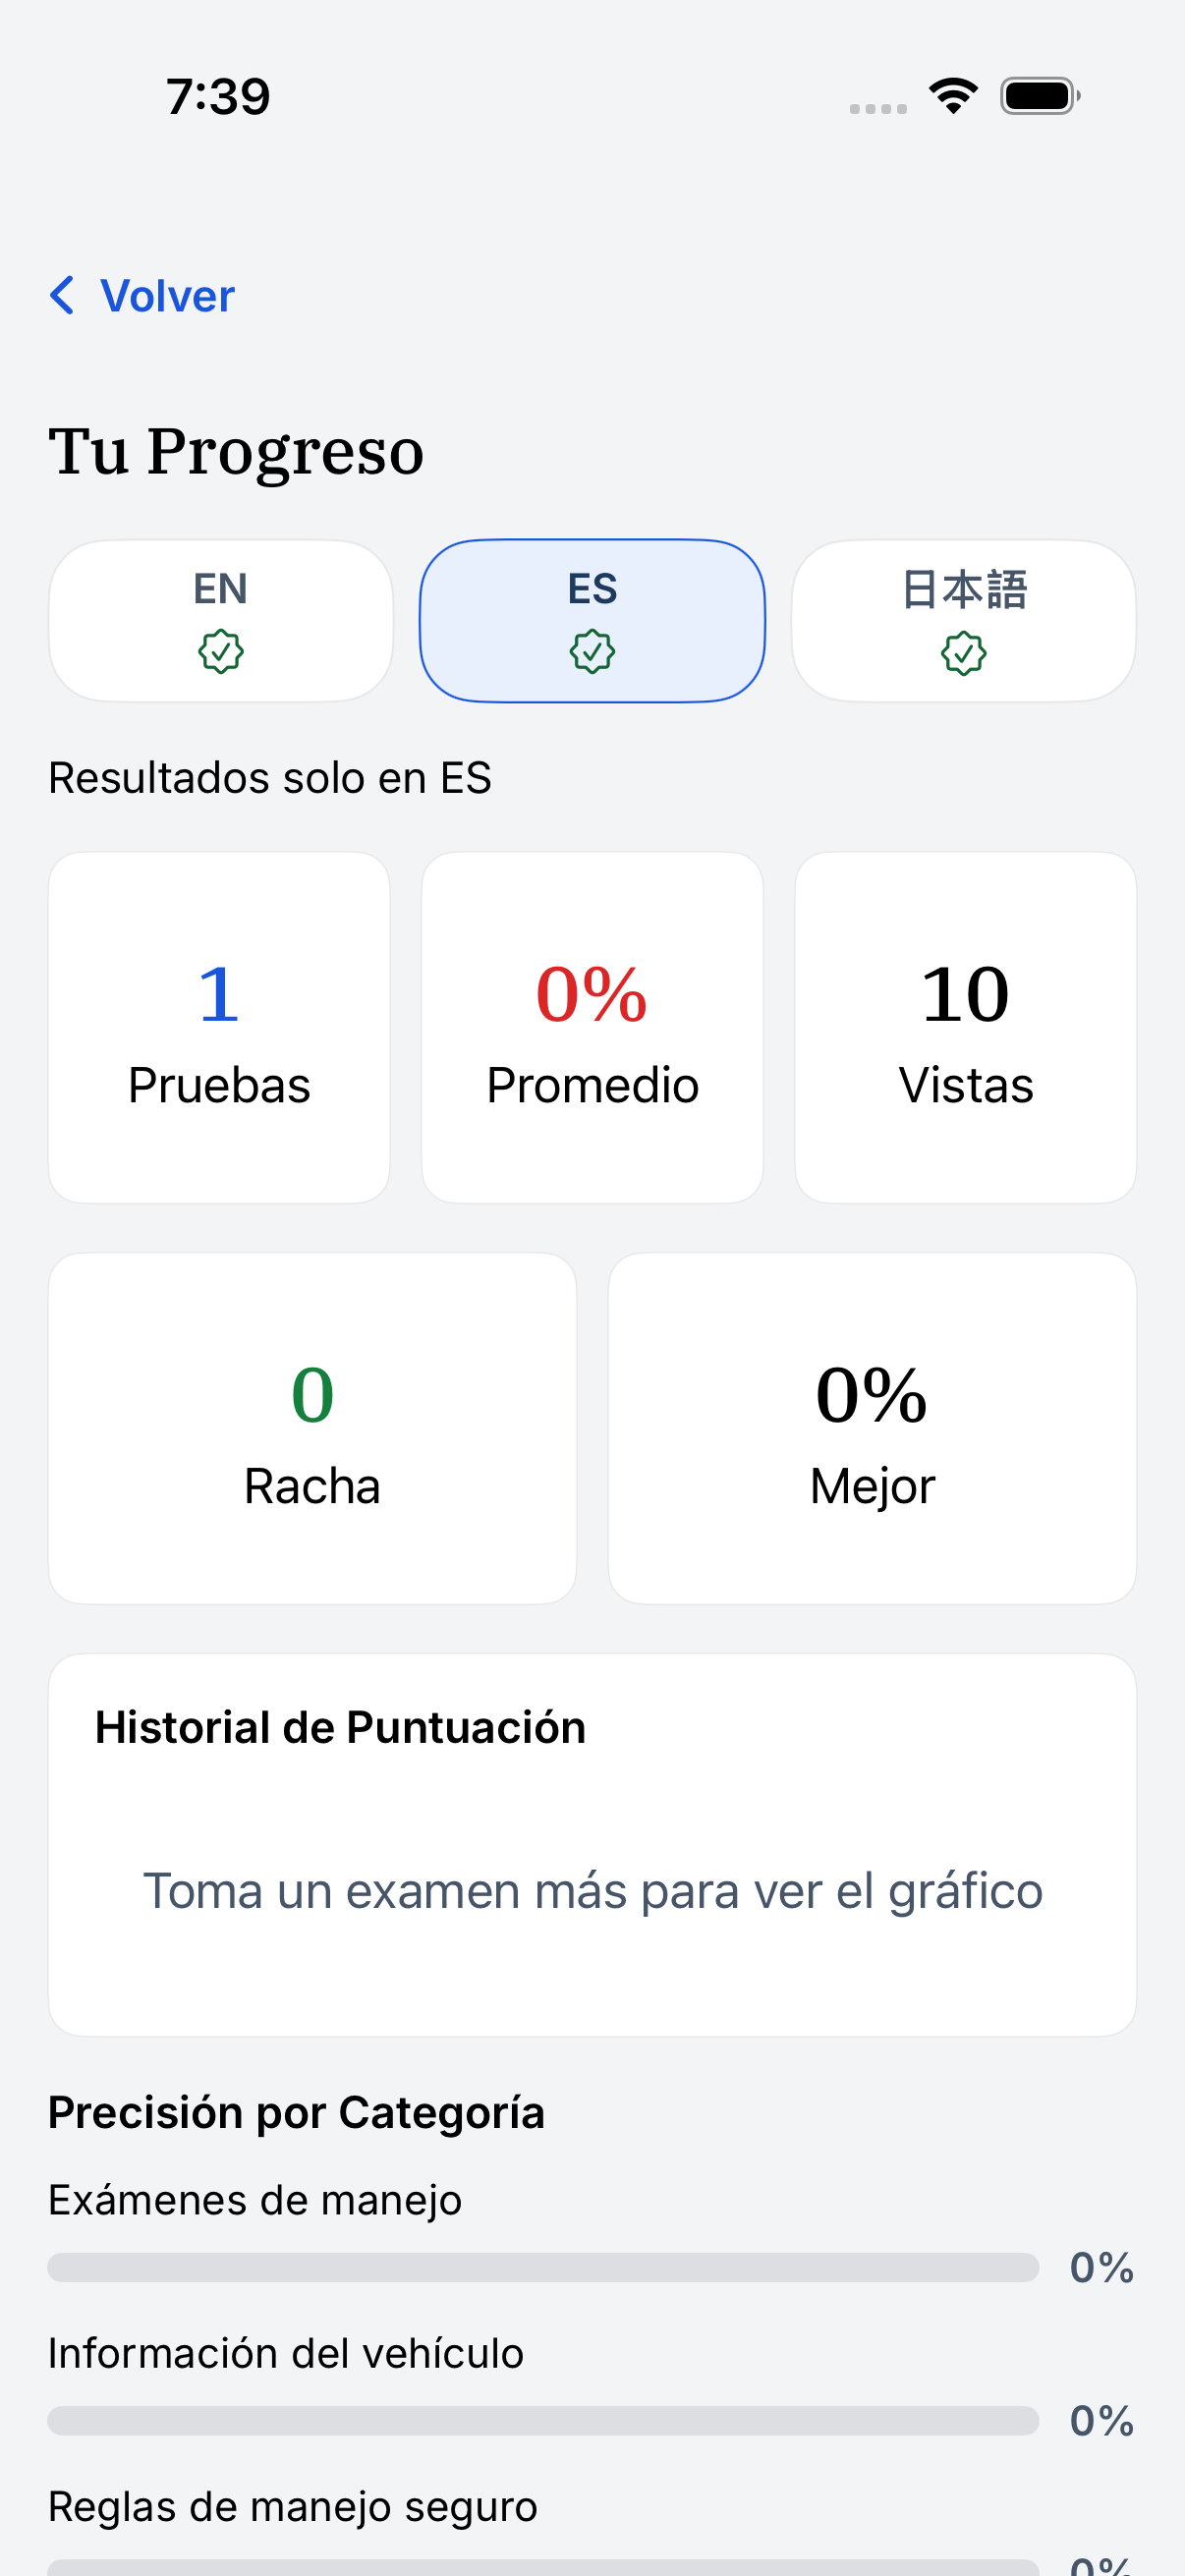 7:39
Volver
Tu Progreso
EN
ES
日本語
Resultados solo en ES
1
Pruebas
0%
Promedio
10
Vistas
0
Racha
0%
Mejor
Historial de Puntuación
Toma un examen más para ver el gráfico
Precisión por Categoría
Exámenes de manejo
0%
Información del vehículo
0%
Reglas de manejo seguro
0%